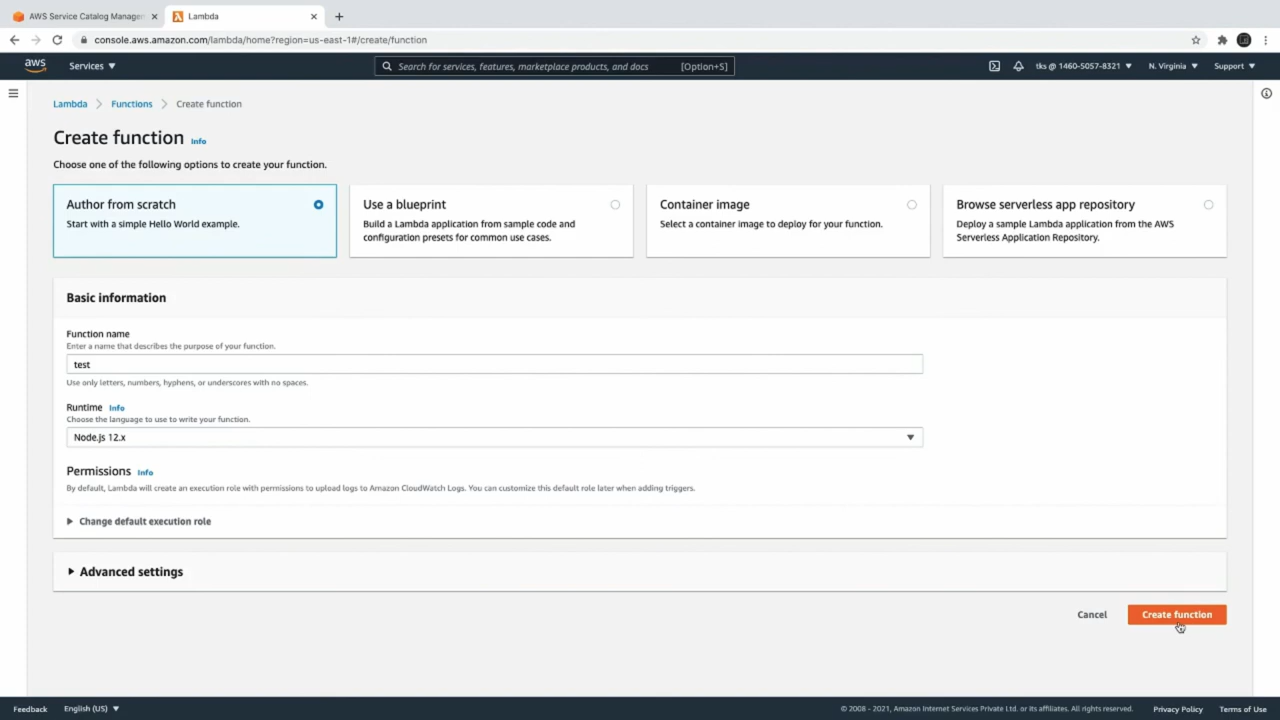 AWS Service Catalog Manage
Lambda
console.aws.amazon.com/lambda/home?region=us-east-1#/create/function
aws
Services
Search for services, features, marketplace products, and docs
[Option+S]
tks @ 1460-5057-8321
N. Virginia
Support
Lambda
Functions
Create function
Create function
Info
Choose one of the following options to create your function.
Author from scratch
Start with a simple Hello World example.
Use a blueprint
Build a Lambda application from sample code and
configuration presets for common use cases.
Container image
Select a container image to deploy for your function.
Browse serverless app repository
Deploy a sample Lambda application from the AWS
Serverless Application Repository.
Basic information
Function name
Enter a name that describes the purpose of your function.
test
Use only letters, numbers, hyphens, or underscores with no spaces.
Runtime Info
Choose the language to use to write your function.
Node.js 12.x
Permissions Info
By default, Lambda will create an execution role with permissions to upload logs to Amazon CloudWatch Logs. You can customize this default role later when adding triggers.
Change default execution role
Advanced settings
Cancel
Create function
Feedback
English (US)
© 2008 - 2021, Amazon Internet Services Private Ltd. or its affiliates. All rights reserved.
Privacy Policy
Terms of Use